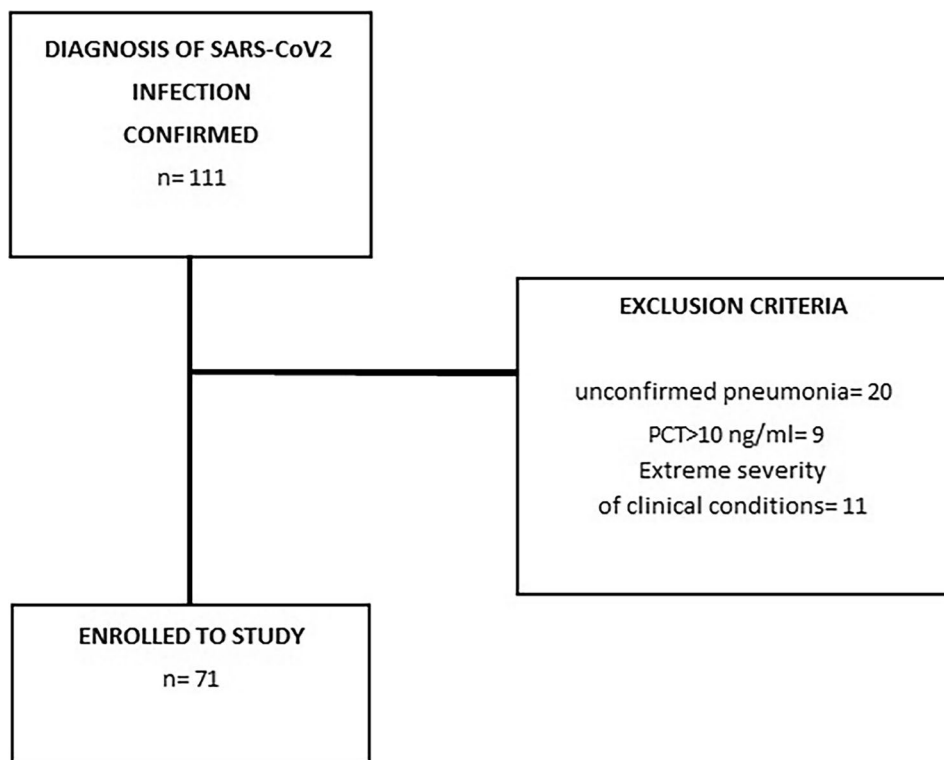 DIAGNOSIS OF SARS-CoV2
INFECTION
CONFIRMED
n= 111
EXCLUSION CRITERIA
unconfirmed pneumonia= 20
PCT>10 ng/ml= 9
Extreme severity
of clinical conditions= 11
ENROLLED TO STUDY
n= 71